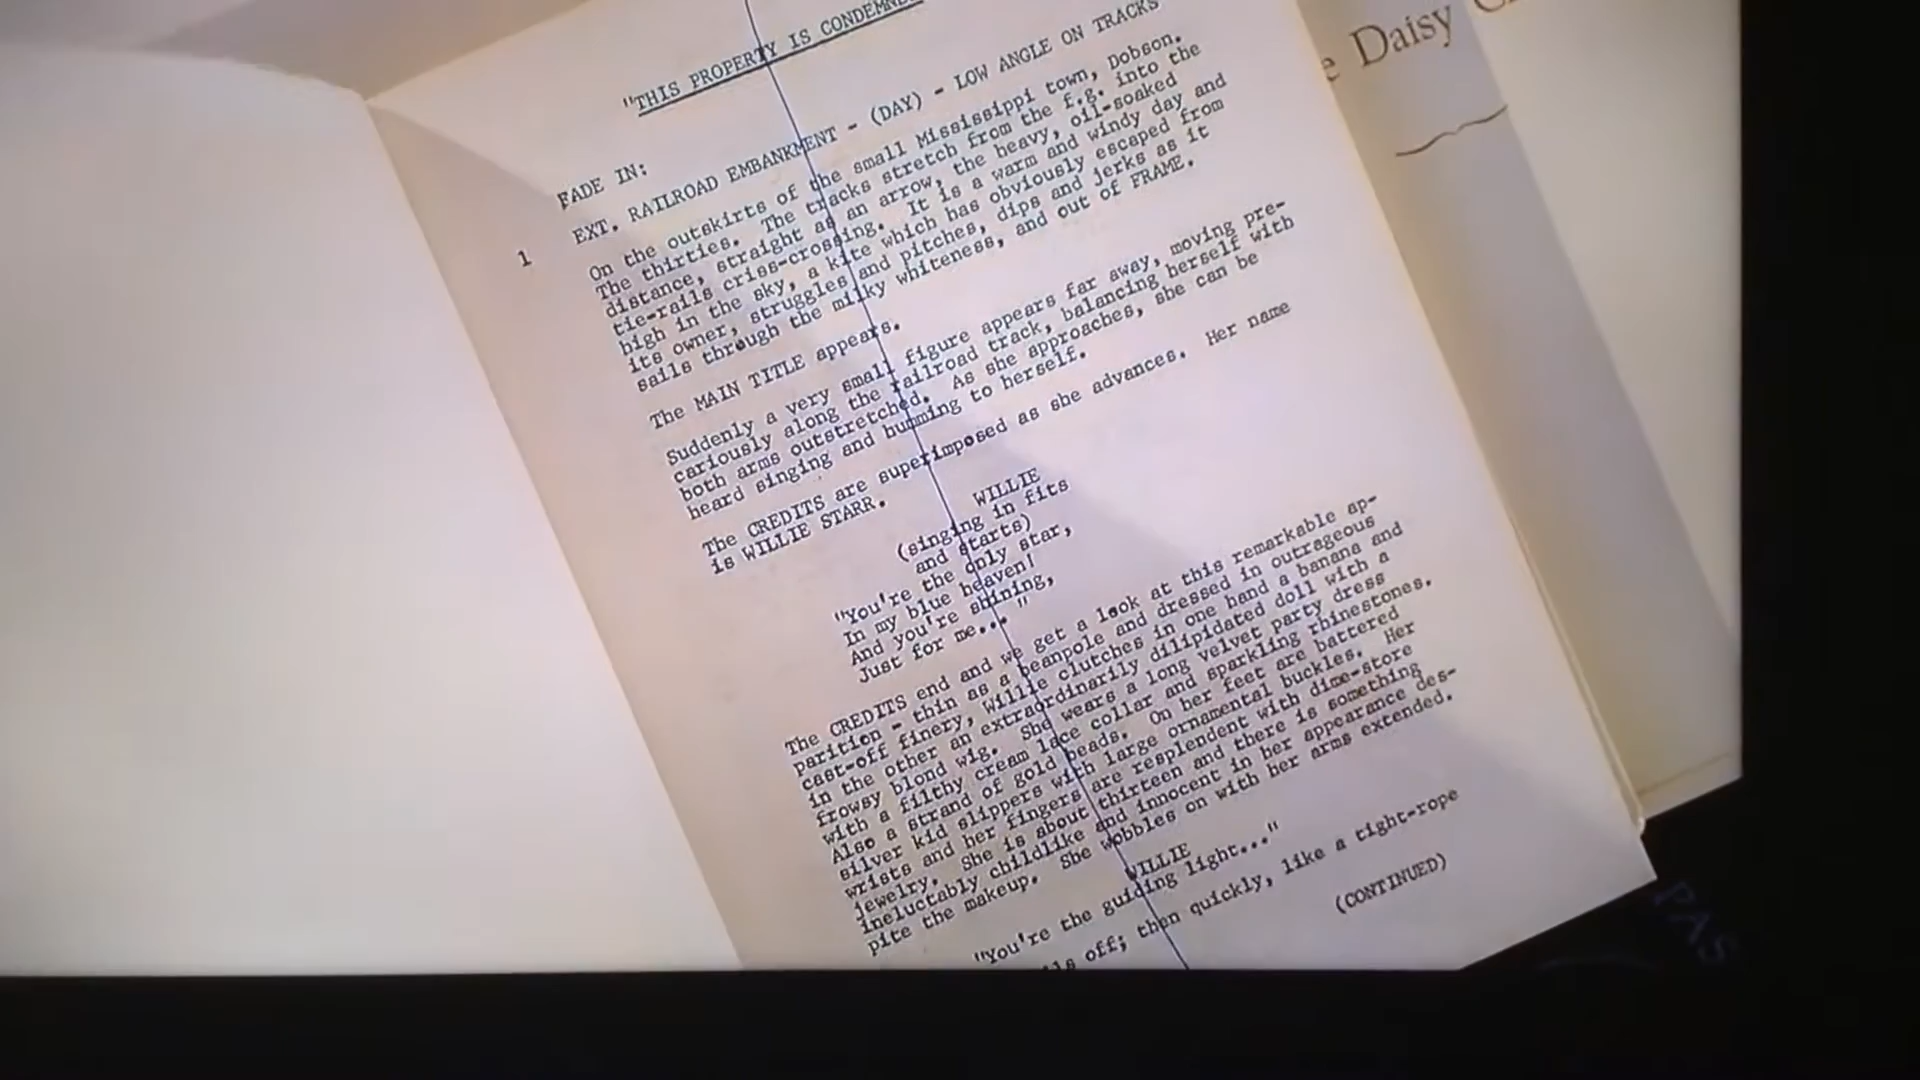 "THIS PROPERTY IS CONDEMNED
FADE IN:
1 EXT. RAILROAD EMBANKMENT - (DAY) - LOW ANGLE ON TRACKS
On the outskirts of the small Mississippi town, Dobson.
The thirties. The tracks stretch from the f.g. into the
distance, straight as an arrow, the heavy, oil-soaked
tie-rails criss-crossing. It is a warm and windy day and
high in the sky, a kite which has obviously escaped from
its owner, struggles and pitches, dips and jerks as it
sails through the milky whiteness, and out of FRAME.
The MAIN TITLE appears.
Suddenly a very small figure appears far away, moving pre-
cariously along the railroad track, balancing herself with
both arms outstretched. As she approaches, she can be
heard singing and humming to herself.
The CREDITS are superimposed as she advances. Her name
is WILLIE STARR.
WILLIE
(singing in fits
and starts)
"You're the only star,
In my blue heaven!
And you're shining,
Just for me..."
The CREDITS end and we get a look at this remarkable ap-
parition - thin as a beanpole and dressed in outrageous
cast-off finery, Willie clutches in one hand a banana and
in the other an extraordinarily dilipidated doll with a
frowsy blond wig. She wears a long velvet party dress
with a filthy cream lace collar and sparkling rhinestones.
Also a strand of gold beads. On her feet are battered
silver kid slippers with large ornamental buckles. Her
wrists and her fingers are resplendent with dime-store
jewelry. She is about thirteen and there is something
ineluctably childlike and innocent in her appearance des-
pite the makeup. She wobbles on with her arms extended.
WILLIE
"You're the guiding light..."
off; then quickly, like a tight-rope
(CONTINUED)
e Daisy
PAS